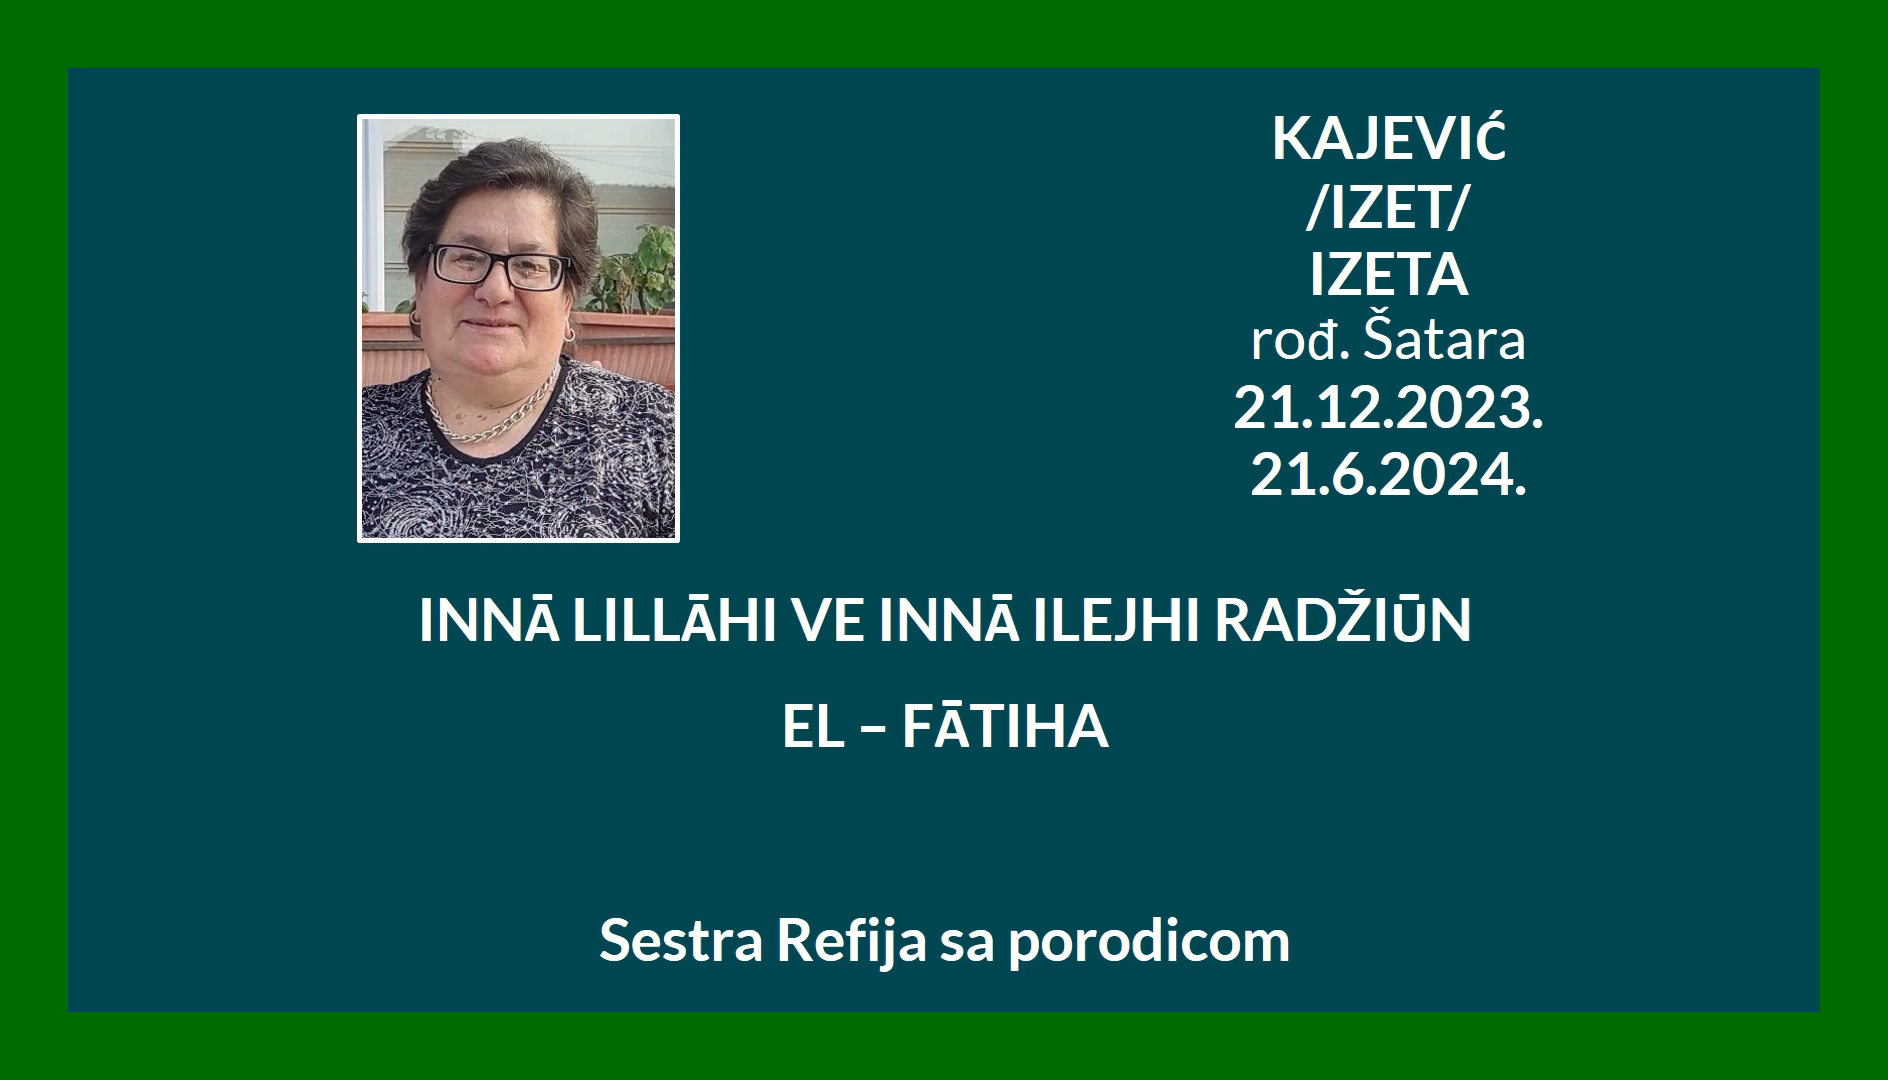 KAJEVIĆ
/IZET/
IZETA
rođ. Šatara
21.12.2023.
21.6.2024.
INNĀ LILLĀHI VE INNĀ ILEJHI RADŽIŪN
EL – FĀTIHA
Sestra Refija sa porodicom